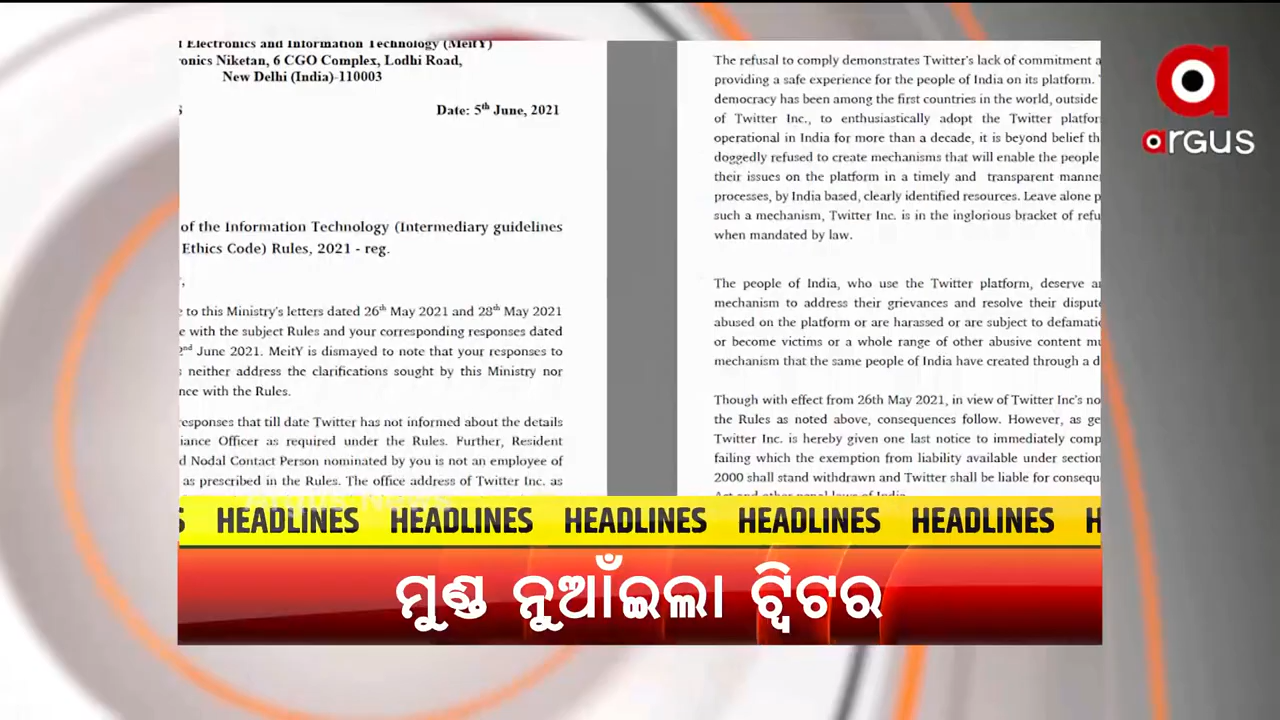 f Electronics and Information Technology (MeitY)
ronics Niketan, 6 CGO Complex, Lodhi Road,
New Delhi (India)-110003
Date: 5th June, 2021
of the Information Technology (Intermediary guidelines
Ethics Code) Rules, 2021 - reg.
e to this Ministry's letters dated 26th May 2021 and 28th May 2021
e with the subject Rules and your corresponding responses dated
2nd June 2021. MeitY is dismayed to note that your responses to
s neither address the clarifications sought by this Ministry nor
nce with the Rules.
responses that till date Twitter has not informed about the details
iance Officer as required under the Rules. Further, Resident
d Nodal Contact Person nominated by you is not an employee of
as prescribed in the Rules. The office address of Twitter Inc. as
The refusal to comply demonstrates Twitter's lack of commitment a
providing a safe experience for the people of India on its platform.
democracy has been among the first countries in the world, outside
of Twitter Inc., to enthusiastically adopt the Twitter platfor
operational in India for more than a decade, it is beyond belief th
doggedly refused to create mechanisms that will enable the people
their issues on the platform in a timely and transparent manner
processes, by India based, clearly identified resources. Leave alone p
such a mechanism, Twitter Inc. is in the inglorious bracket of refu
when mandated by law.
The people of India, who use the Twitter platform, deserve a
mechanism to address their grievances and resolve their dispute
abused on the platform or are harassed or are subject to defamati
or become victims or a whole range of other abusive content mu
mechanism that the same people of India have created through a d
Though with effect from 26th May 2021, in view of Twitter Inc's no
the Rules as noted above, consequences follow. However, as ge
Twitter Inc. is hereby given one last notice to immediately comp
failing which the exemption from liability available under section
2000 shall stand withdrawn and Twitter shall be liable for consequ
Act and other penal laws of India
argus
Argus News
S HEADLINES HEADLINES HEADLINES HEADLINES HEADLINES H
ମୁଣ୍ଡ ନୁଆଁଇଲା ଟ୍ବିଟର